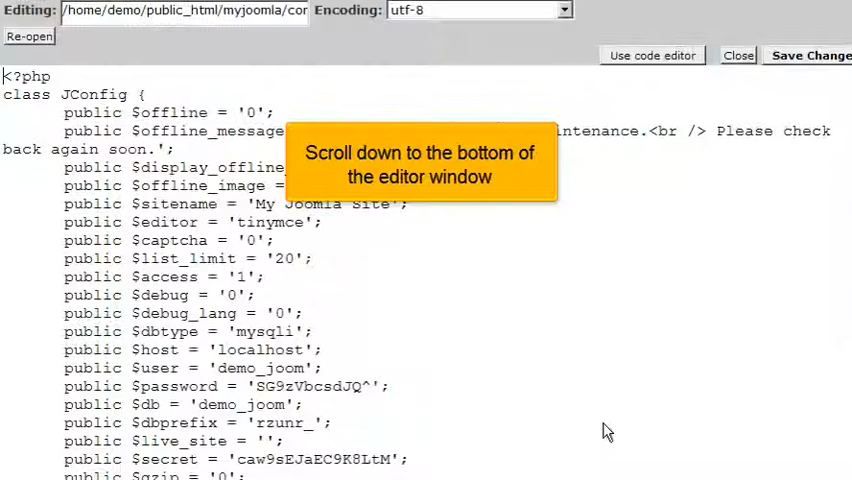 Editing: /home/demo/public_html/myjoomla/cor Encoding: utf-8
Re-open
Use code editor Close Save Change
<?php
class JConfig {
public $offline = '0';
public $offline_message intenance.<br /> Please check
back again soon.';
Scroll down to the bottom of
the editor window
public $display_offline_
public $offline_image =
public $sitename = 'My Joomla Site';
public $editor = 'tinymce';
public $captcha = '0';
public $list_limit = '20';
public $access = '1';
public $debug = '0';
public $debug_lang = '0';
public $dbtype = 'mysqli';
public $host = 'localhost';
public $user = 'demo_joom';
public $password = 'SG9zVbcsdJQ^';
public $db = 'demo_joom';
public $dbprefix = 'rzunr_';
public $live_site = '';
public $secret = 'caw9sEJaEC9K8LtM';
public $gzip = '0';